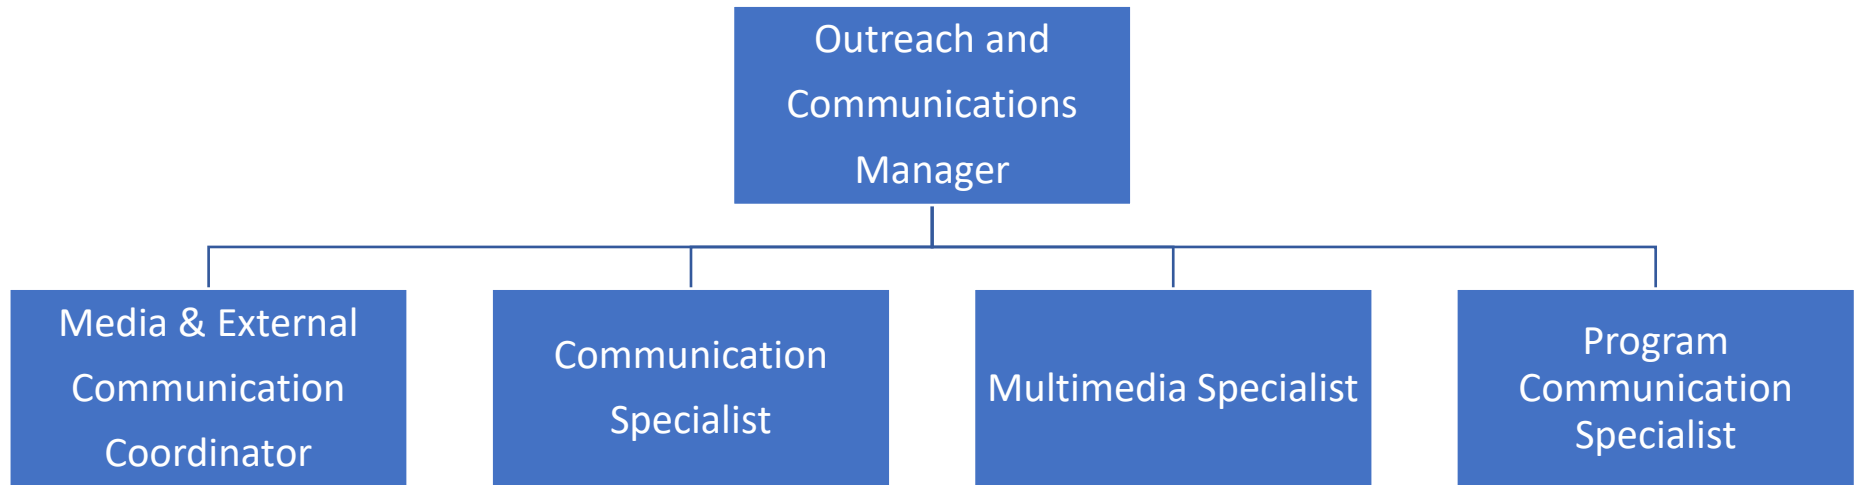 Outreach and
Communications
Manager
Media & External
Communication
Coordinator
Communication
Specialist
Multimedia Specialist
Program
Communication
Specialist